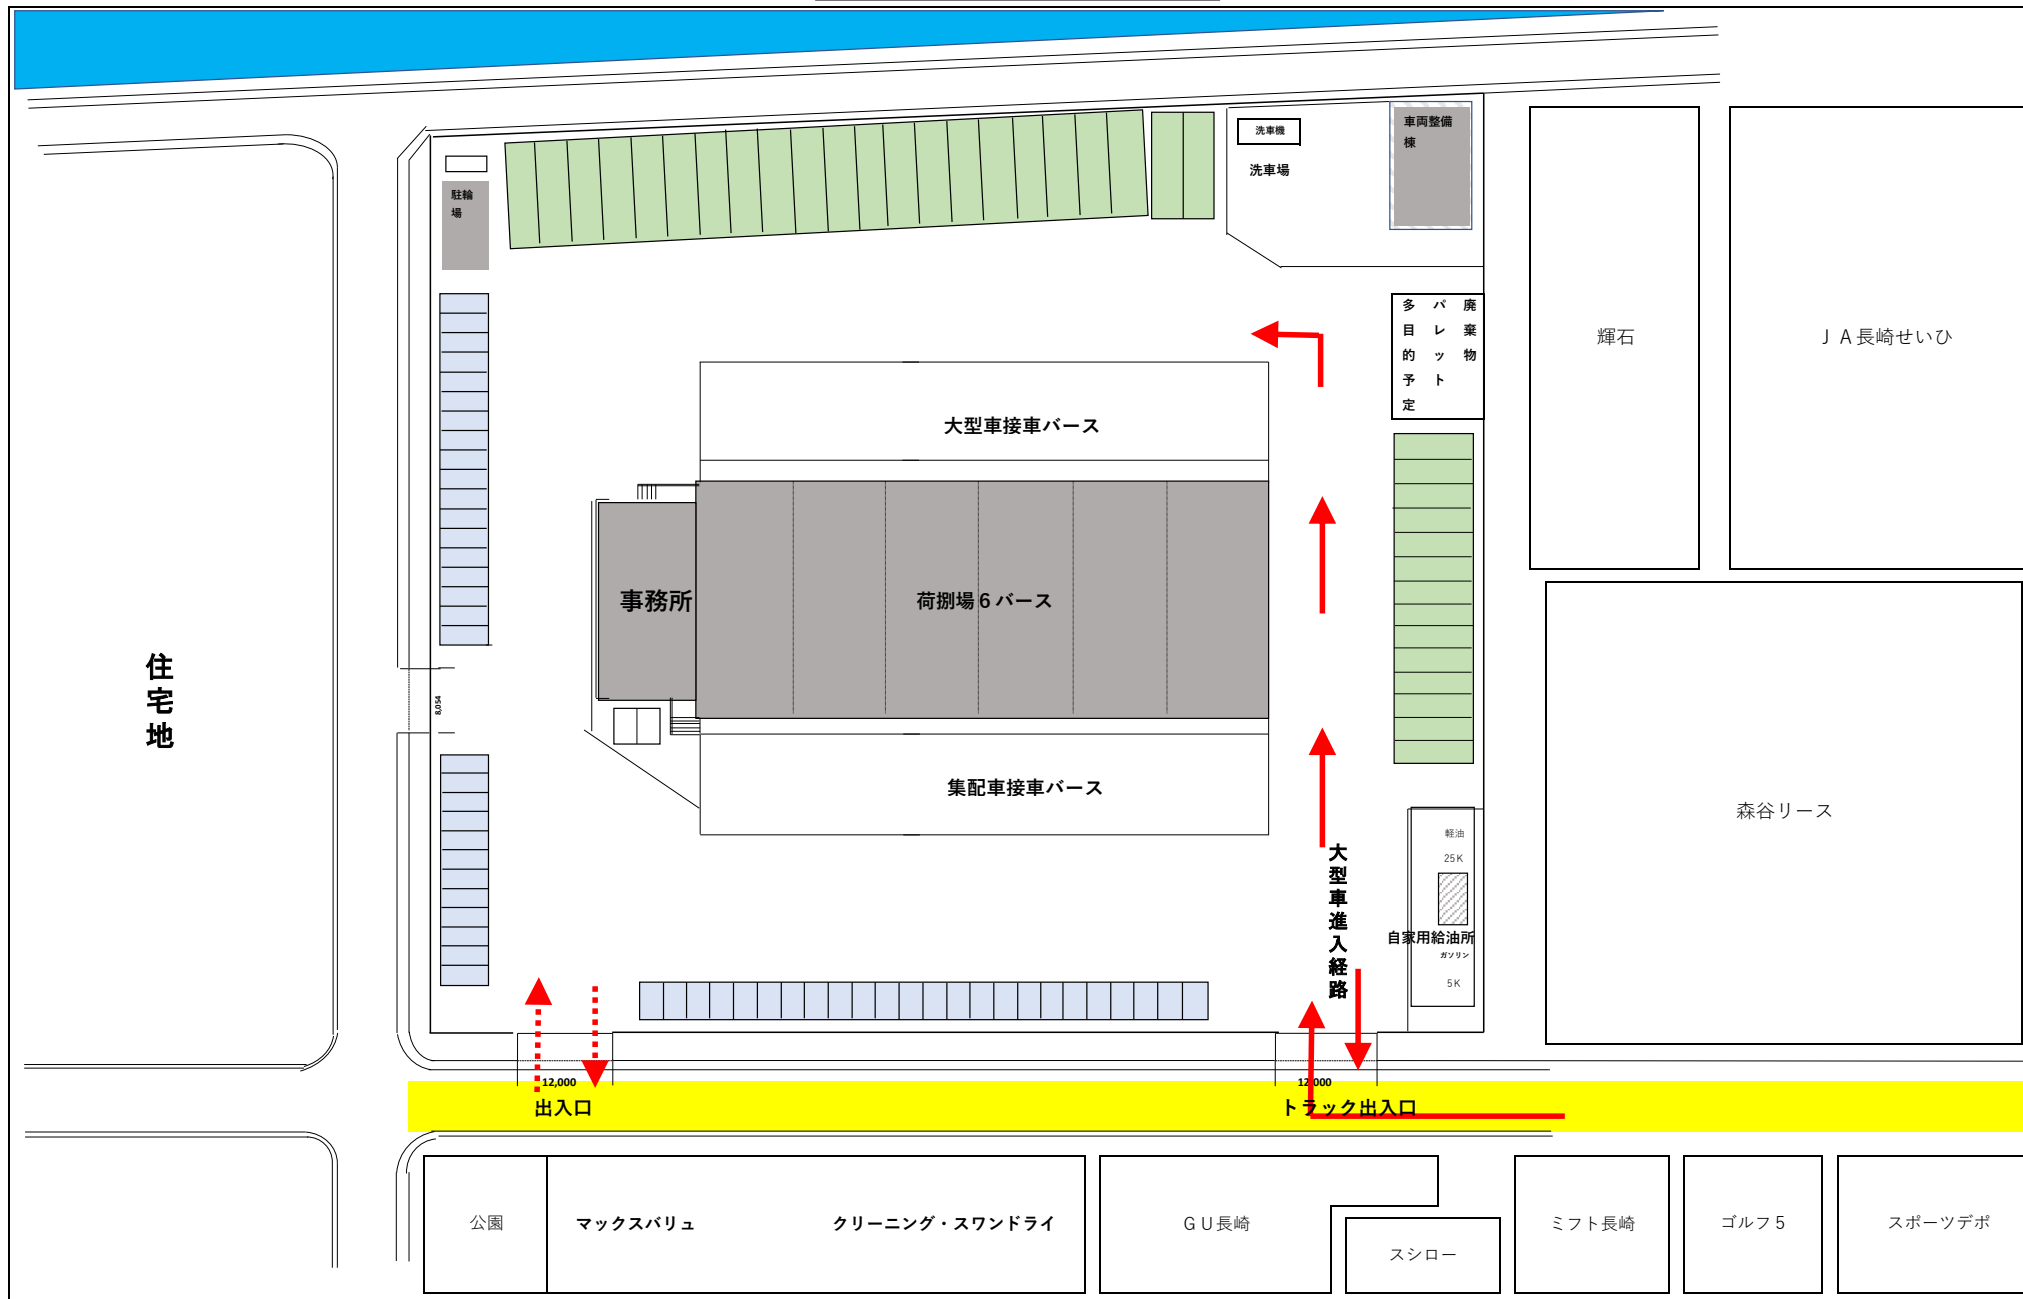 洗車機
洗車場
車両整備
棟
駐輪
場
廃棄物
パレット
多目的予定
輝石
ＪＡ長崎せいひ
大型車接車バース
事務所
荷捌場６バース
住宅地
8,054
集配車接車バース
森谷リース
軽油
25Ｋ
自家用給油所
ガソリン
5Ｋ
大型車進入経路
12,000
出入口
12,000
トラック出入口
公園
マックスバリュ
クリーニング・スワンドライ
ＧＵ長崎
スシロー
ミフト長崎
ゴルフ５
スポーツデポ